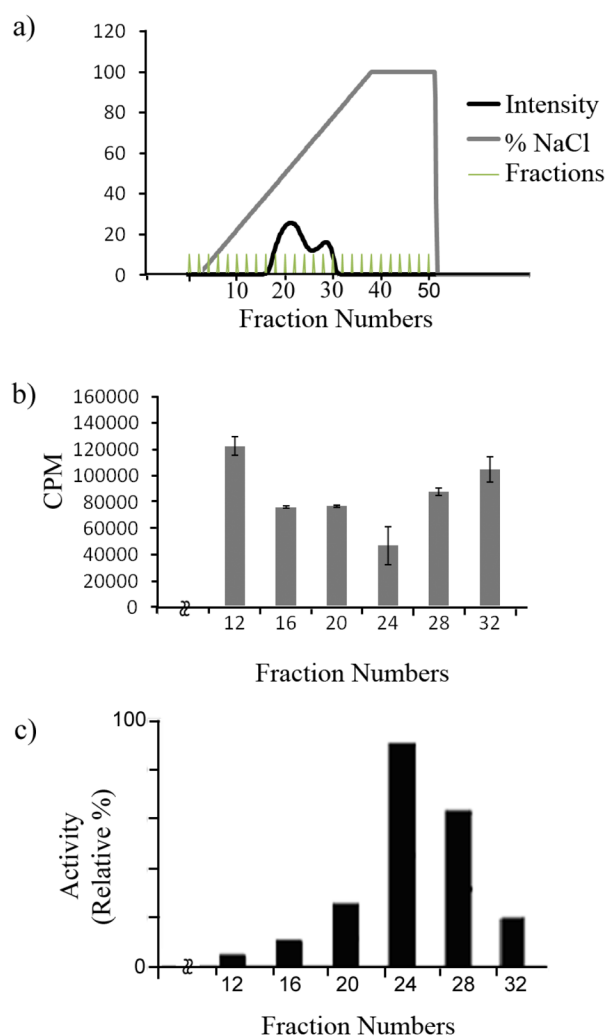 a)
120
100
80
60
40
20
0
10 20 30 40 50
Fraction Numbers
Intensity
% NaCl
Fractions
b)
CPM
160000
140000
120000
100000
80000
60000
40000
20000
0
12 16 20 24 28 32
Fraction Numbers
c)
Activity
(Relative %)
100
0
12 16 20 24 28 32
Fraction Numbers